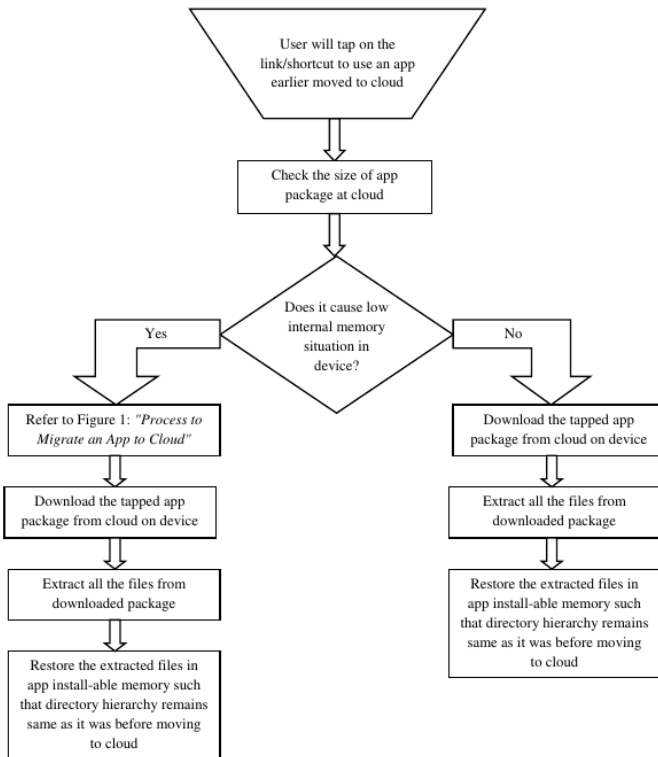 User will tap on the
link/shortcut to use an app
earlier moved to cloud
Check the size of app
package at cloud
Does it cause low
internal memory
situation in
device?
Yes
No
Refer to Figure 1: "Process to
Migrate an App to Cloud"
Download the tapped app
package from cloud on device
Extract all the files from
downloaded package
Restore the extracted files in
app install-able memory such
that directory hierarchy remains
same as it was before moving
to cloud
Download the tapped app
package from cloud on device
Extract all the files from
downloaded package
Restore the extracted files in
app install-able memory such
that directory hierarchy remains
same as it was before moving
to cloud